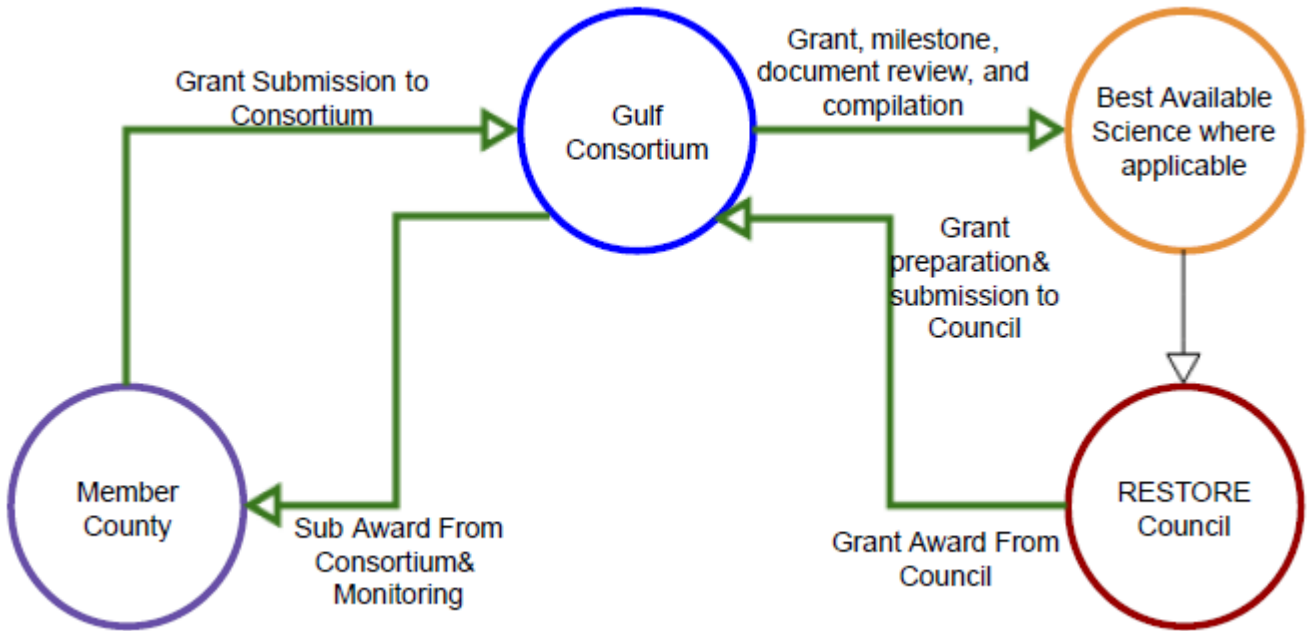 Grant Submission to
Consortium
Gulf
Consortium
Grant, milestone,
document review, and
compilation
Best Available
Science where
applicable
Grant
preparation&
submission to
Council
Member
County
Sub Award From
Consortium&
Monitoring
Grant Award From
Council
RESTORE
Council